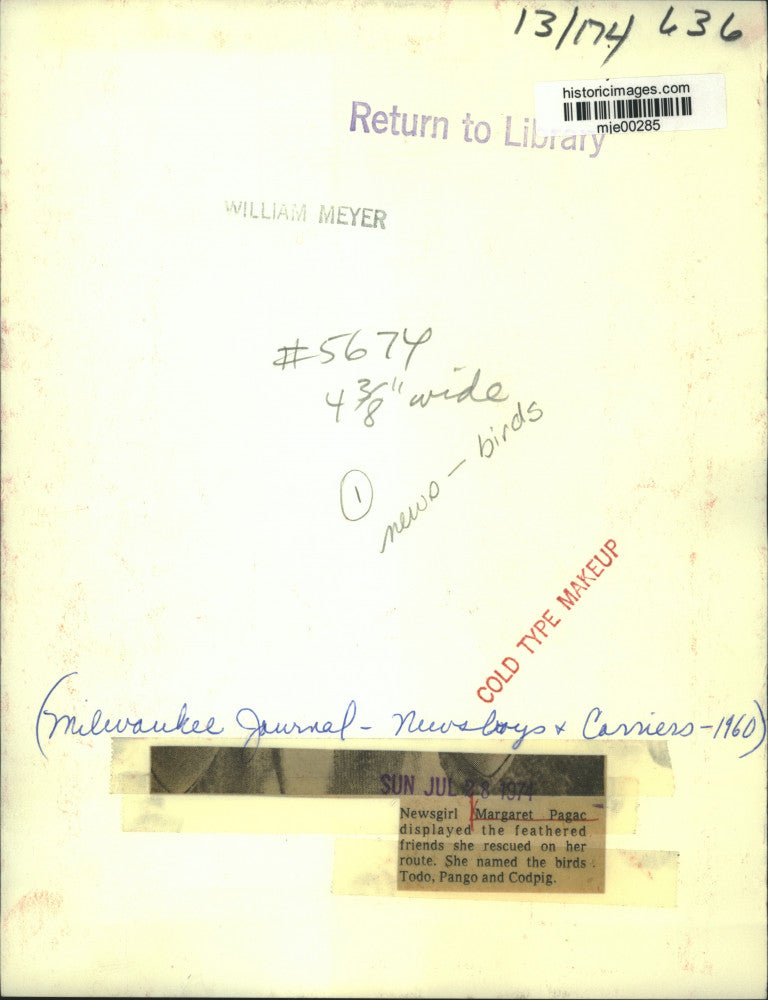 13/174 636
historicimages.com
mje00285
Return to Library
WILLIAM MEYER
#5674
4 3/8" wide
1
news - birds
COLD TYPE MAKEUP
(Milwaukee Journal - Newsboys + Carriers - 1960)
SUN JUL 28 1974
Newsgirl Margaret Pagac
displayed the feathered
friends she rescued on her
route. She named the birds
Todo, Pango and Codpig.